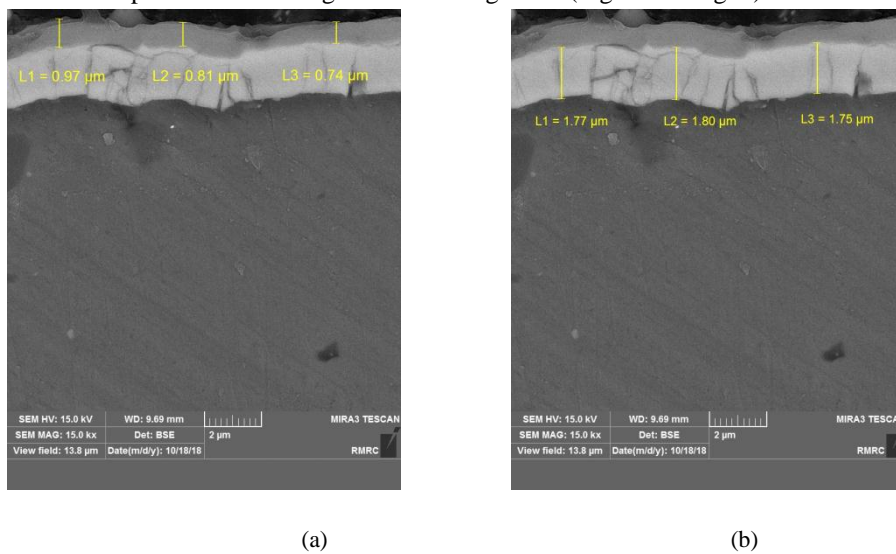 L1 = 0.97 µm
L2 = 0.81 µm
L3 = 0.74 µm
SEM HV: 15.0 kV
WD: 9.69 mm
MIRA3 TESCAN
SEM MAG: 15.0 kx
Det: BSE
2 µm
View field: 13.8 µm
Date(m/d/y): 10/18/18
RMRC
(a)
L1 = 1.77 µm
L2 = 1.80 µm
L3 = 1.75 µm
SEM HV: 15.0 kV
WD: 9.69 mm
MIRA3
SEM MAG: 15.0 kx
Det: BSE
2 µm
View field: 13.8 µm
Date(m/d/y): 10/18/18
RMRC
(b)